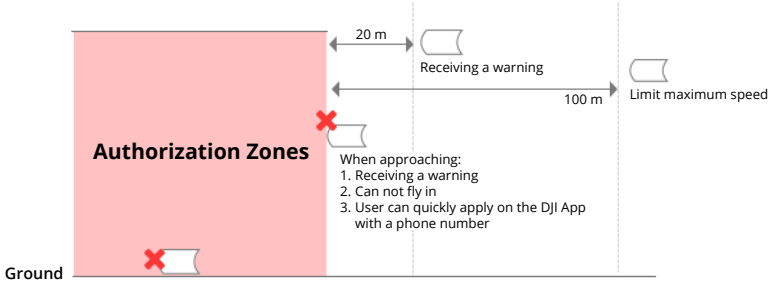 20 m
Receiving a warning
100 m
Limit maximum speed
Authorization Zones
When approaching:
1. Receiving a warning
2. Can not fly in
3. User can quickly apply on the DJI App
with a phone number
Ground